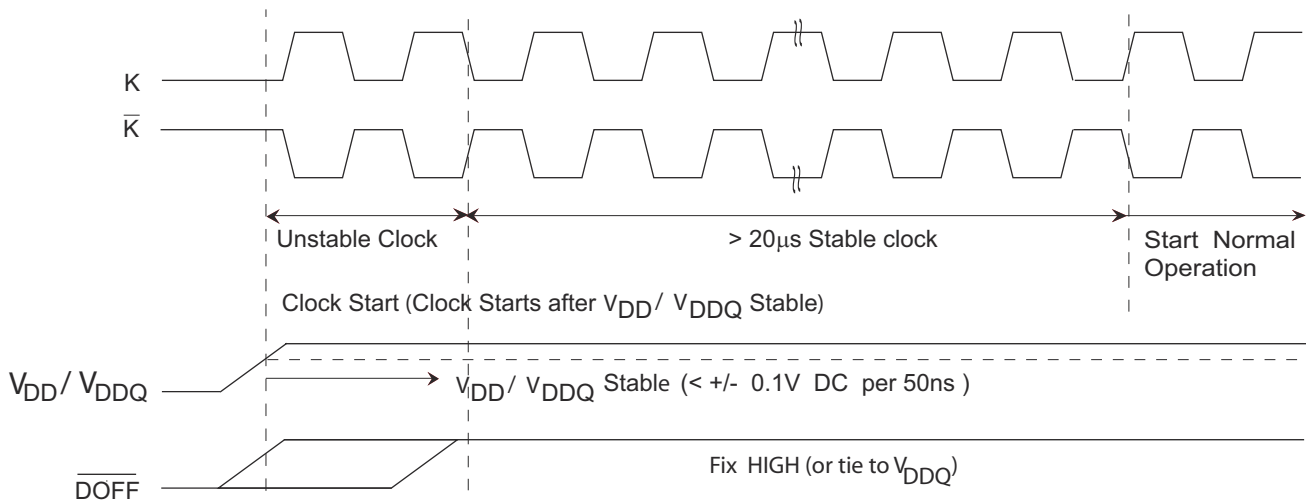 K
K̅
Unstable Clock
> 20μs Stable clock
Start Normal
Operation
Clock Start (Clock Starts after VDD/ VDDQ Stable)
VDD/ VDDQ
VDD/ VDDQ Stable (< +/- 0.1V DC per 50ns )
Fix HIGH (or tie to VDDQ)
DOFF